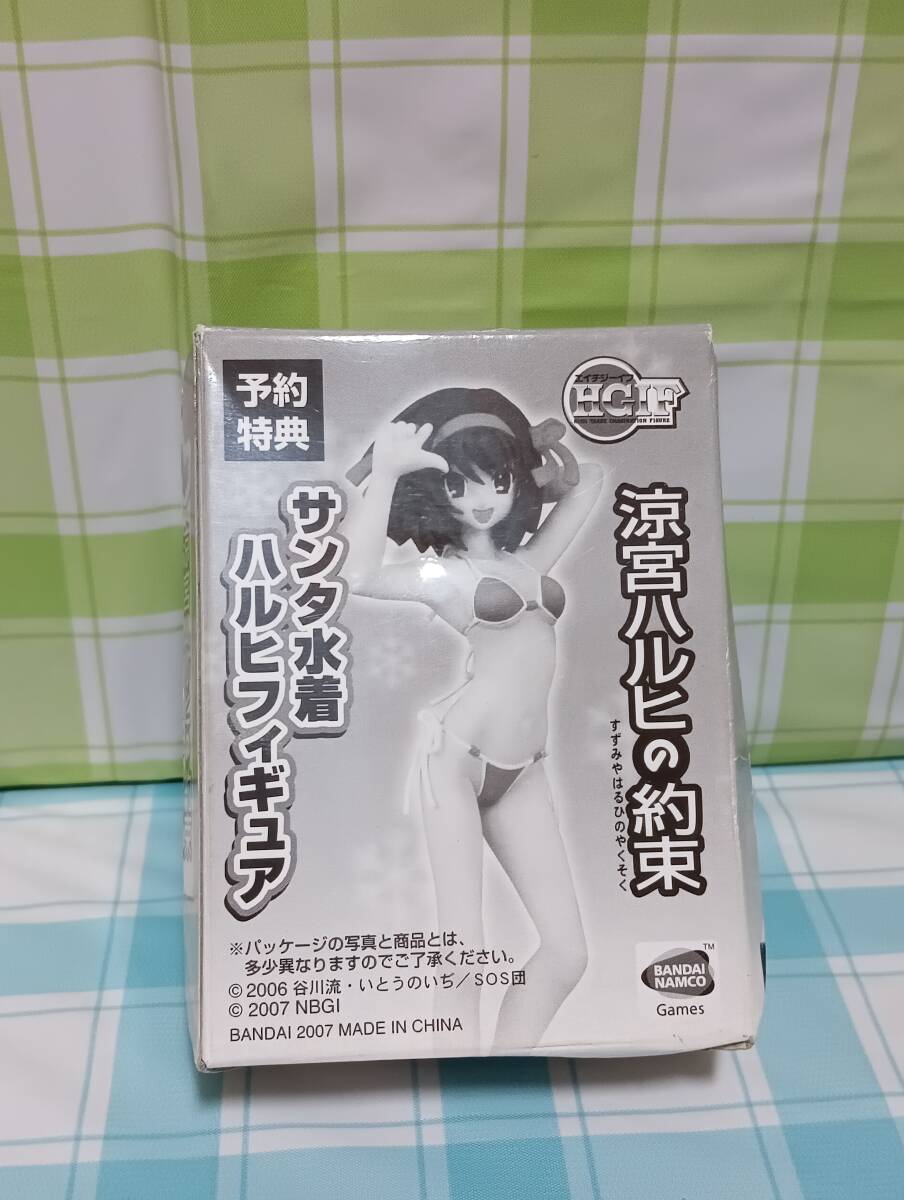 予約
特典
サンタ水着
ハルヒフィギュア
エイチジーイフ
HGIF
涼宮ハルヒの約束
すずみやはるひのやくそく
※パッケージの写真と商品とは、
多少異なりますのでご了承ください。
© 2006 谷川流・いとうのいぢ/SOS団
© 2007 NBGI
BANDAI 2007 MADE IN CHINA
BANDAI
NAMCO
TM
Games